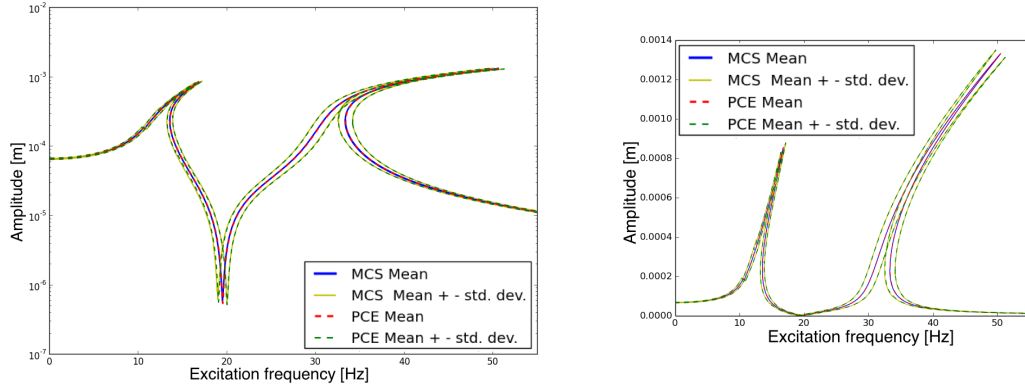 10^-2
10^-3
10^-4
10^-5
10^-6
10^-7
Amplitude [m]
0 10 20 30 40 50
Excitation frequency [Hz]
MCS Mean
MCS Mean + - std. dev.
PCE Mean
PCE Mean + - std. dev.
0.0014
0.0012
0.0010
0.0008
0.0006
0.0004
0.0002
0.0000
Amplitude [m]
0 10 20 30 40 50
Excitation frequency [Hz]
MCS Mean
MCS Mean + - std. dev.
PCE Mean
PCE Mean + - std. dev.